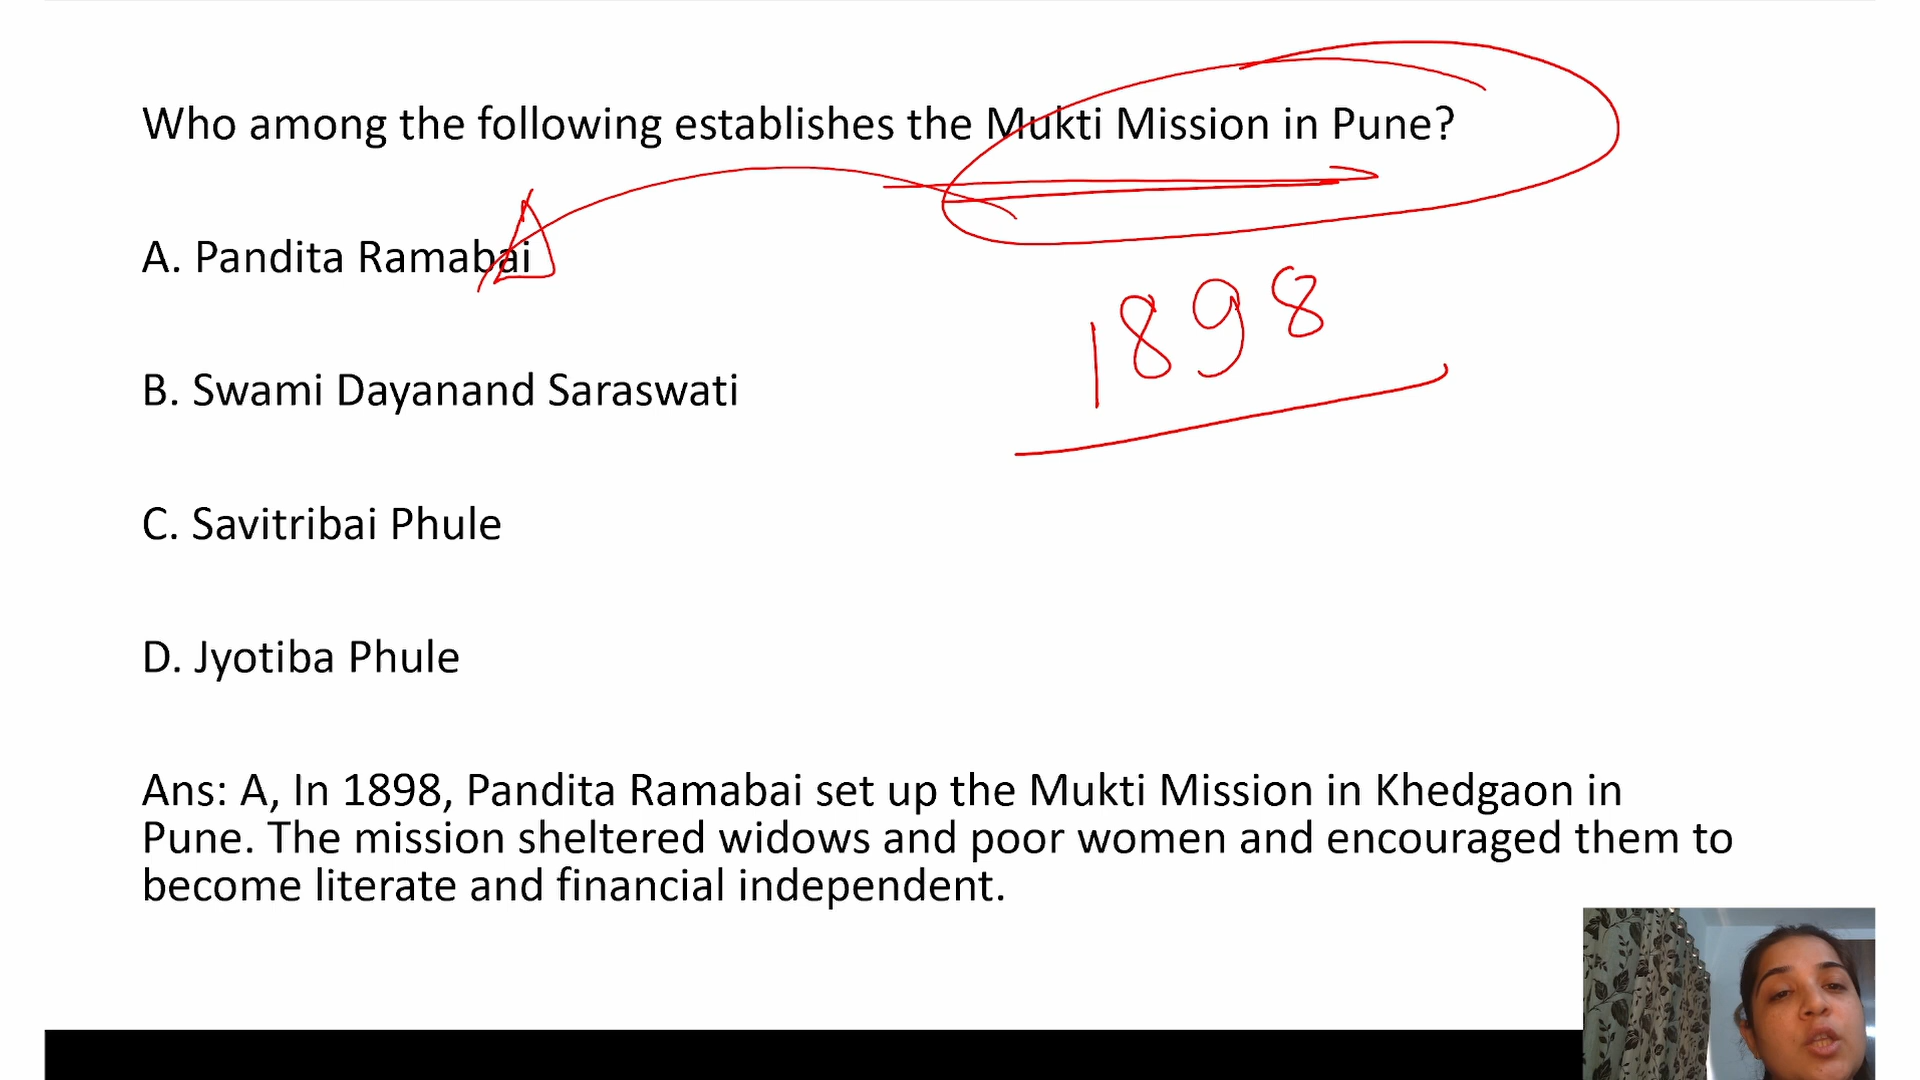 Who among the following establishes the Mukti Mission in Pune?
A. Pandita Ramabai
1898
B. Swami Dayanand Saraswati
C. Savitribai Phule
D. Jyotiba Phule
Ans: A, In 1898, Pandita Ramabai set up the Mukti Mission in Khedgaon in
Pune. The mission sheltered widows and poor women and encouraged them to
become literate and financial independent.